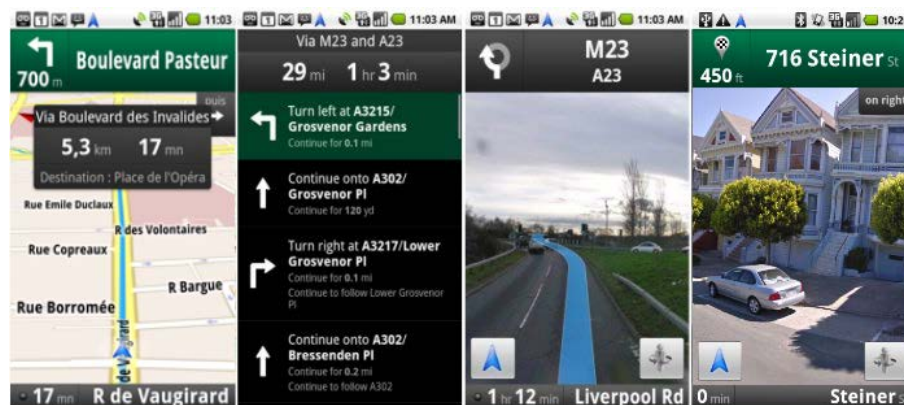 11:03
Boulevard Pasteur
700 m
ouis
Via Boulevard des Invalides
5,3 km 17 mn
Destination : Place de l'Opéra
Rue Emile Duclaux
R des Volontaires
Rue Copreaux
R Bargue
Rue Borromée
de Vaugirard
17 mn R de Vaugirard
11:03 AM
Via M23 and A23
29 mi 1 hr 3 min
Turn left at A3215/
Grosvenor Gardens
Continue for 0.1 mi
Continue onto A302/
Grosvenor Pl
Continue for 120 yd
Turn right at A3217/Lower
Grosvenor Pl
Continue for 0.1 mi
Continue to follow Lower Grosvenor
Pl
Continue onto A302/
Bressenden Pl
Continue for 0.2 mi
Continue to follow A302
11:03 AM
M23
A23
1 hr 12 min Liverpool Rd
10:2
716 Steiner St
450 ft
on right
0 min Steiner S